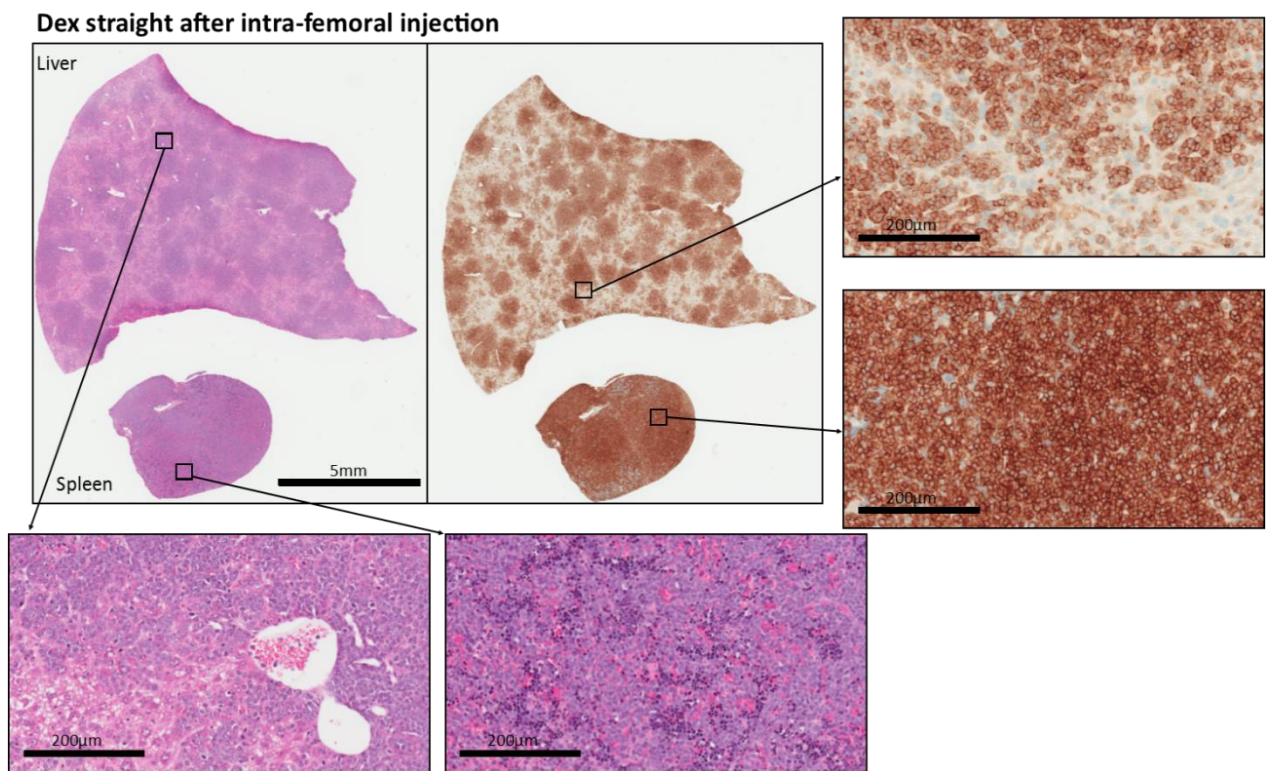 Dex straight after intra-femoral injection
Liver
200µm
5mm
Spleen
200µm
200µm
200µm